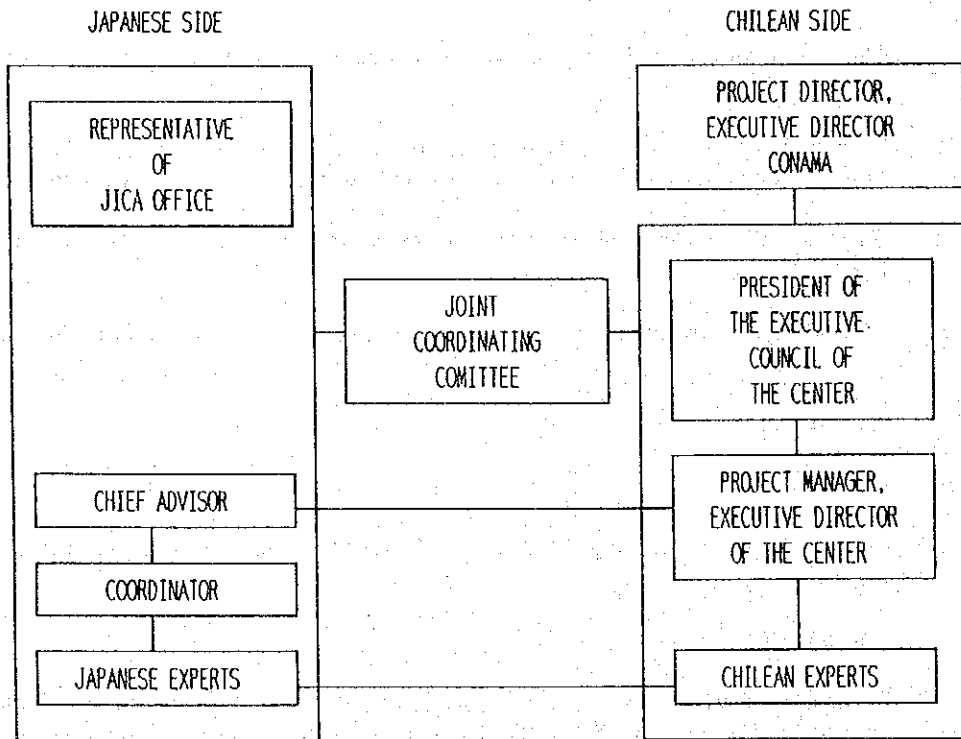 JAPANESE SIDE
CHILEAN SIDE
REPRESENTATIVE
OF
JICA OFFICE
PROJECT DIRECTOR,
EXECUTIVE DIRECTOR
CONAMA
JOINT
COORDINATING
COMITTEE
PRESIDENT OF
THE EXECUTIVE
COUNCIL OF
THE CENTER
CHIEF ADVISOR
PROJECT MANAGER,
EXECUTIVE DIRECTOR
OF THE CENTER
COORDINATOR
JAPANESE EXPERTS
CHILEAN EXPERTS